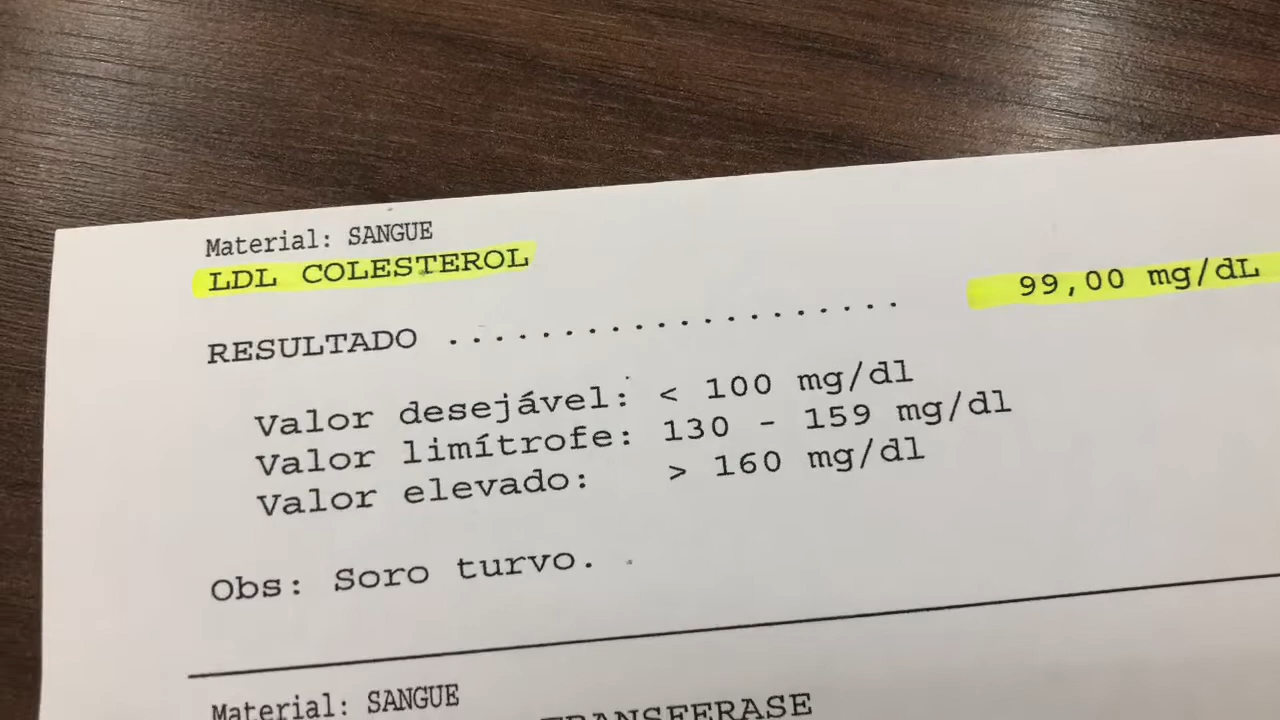 Material: SANGUE
LDL COLESTEROL
99,00 mg/dL
RESULTADO ....................
Valor desejável: < 100 mg/dl
Valor limítrofe: 130 - 159 mg/dl
Valor elevado: > 160 mg/dl
Obs: Soro turvo.
Material: SANGUE
TRANSFERASE